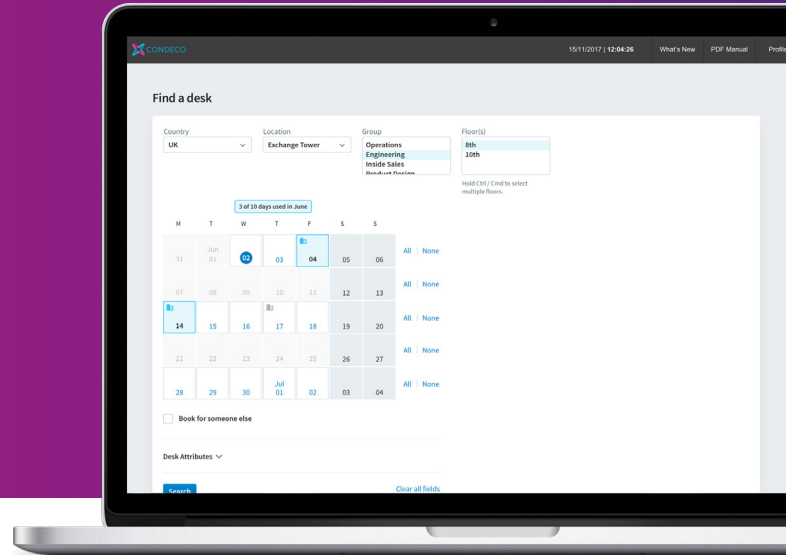 CONDECO
15/11/2017 | 12:04:26 What's New PDF Manual Profile
Find a desk
Country Location Group Floor(s)
UK Exchange Tower
Operations
Engineering
Inside Sales
Product Design
8th
10th
Hold Ctrl / Cmd to select
multiple floors.
3 of 10 days used in June
M T W T F S S
31 Jun 01 02 03 04 05 06 All | None
07 08 09 10 11 12 13 All | None
14 15 16 17 18 19 20 All | None
21 22 23 24 25 26 27 All | None
28 29 30 Jul 01 02 03 04 All | None
Book for someone else
Desk Attributes
Search Clear all fields